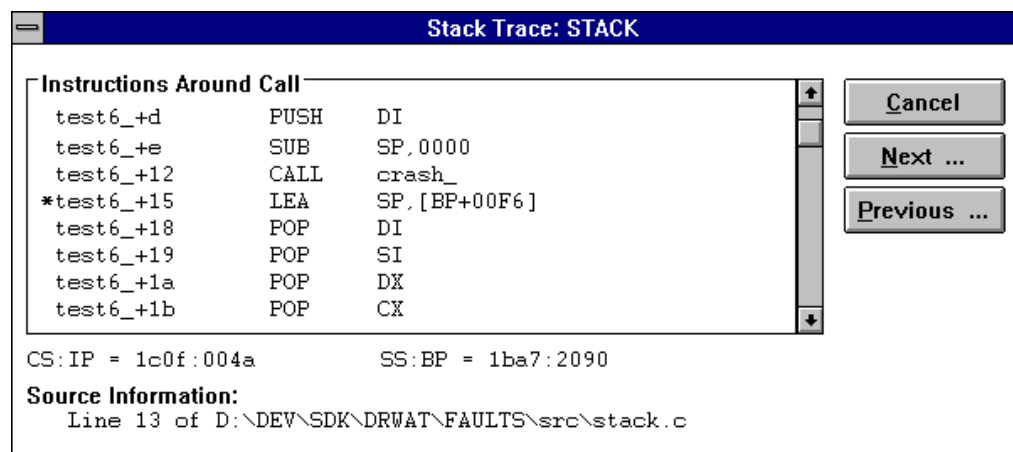 Stack Trace: STACK
Instructions Around Call
test6_+d PUSH DI
test6_+e SUB SP,0000
test6_+12 CALL crash_
*test6_+15 LEA SP,[BP+00F6]
test6_+18 POP DI
test6_+19 POP SI
test6_+1a POP DX
test6_+1b POP CX
Cancel
Next ...
Previous ...
CS:IP = 1c0f:004a SS:BP = 1ba7:2090
Source Information:
Line 13 of D:\DEV\SDK\DRWAT\FAULTS\src\stack.c